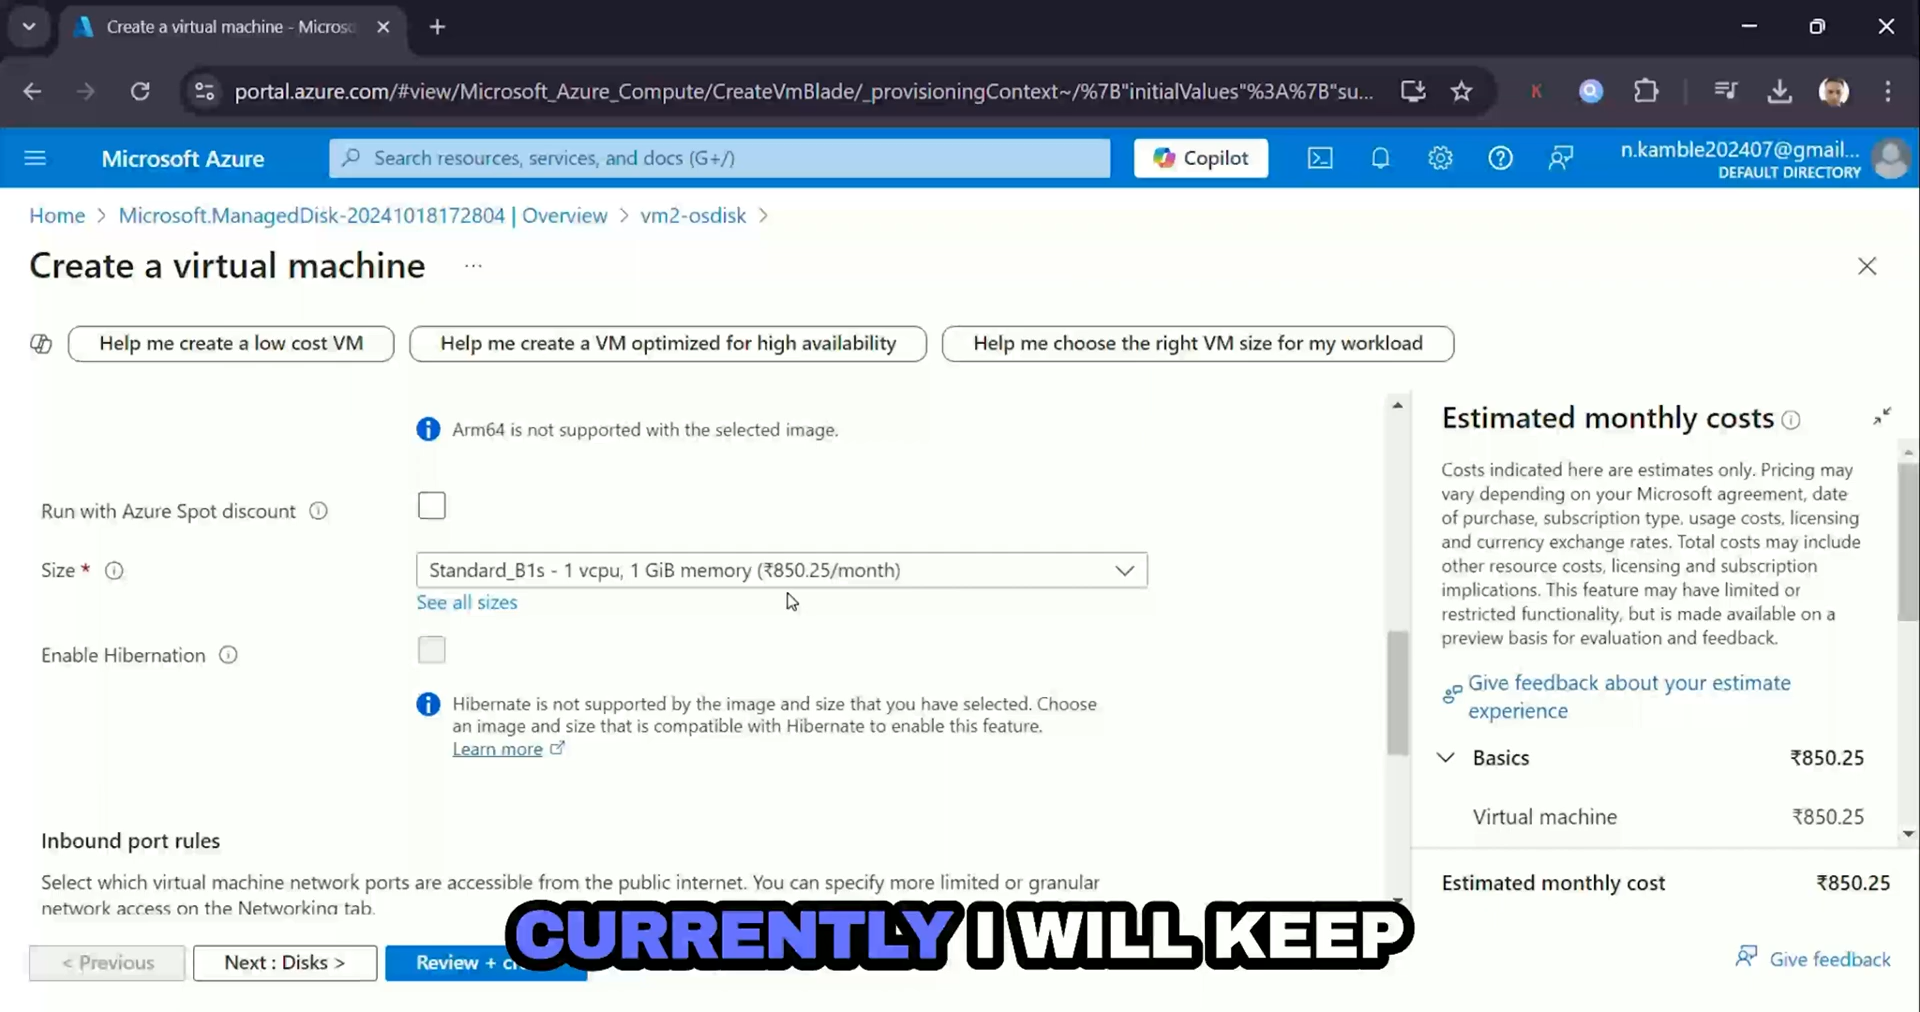 Create a virtual machine - Micros
portal.azure.com/#view/Microsoft_Azure_Compute/CreateVmBlade/_provisioningContext~/%7B"initialValues"%3A%7B"su...
K
Microsoft Azure
Search resources, services, and docs (G+/)
Copilot
n.kamble202407@gmail...
DEFAULT DIRECTORY
Home > Microsoft.ManagedDisk-20241018172804 | Overview > vm2-osdisk >
Create a virtual machine ...
Help me create a low cost VM
Help me create a VM optimized for high availability
Help me choose the right VM size for my workload
Arm64 is not supported with the selected image.
Run with Azure Spot discount
Size *
Standard_B1s - 1 vcpu, 1 GiB memory (₹850.25/month)
See all sizes
Enable Hibernation
Hibernate is not supported by the image and size that you have selected. Choose
an image and size that is compatible with Hibernate to enable this feature.
Learn more
Inbound port rules
Select which virtual machine network ports are accessible from the public internet. You can specify more limited or granular
network access on the Networking tab.
Estimated monthly costs
Costs indicated here are estimates only. Pricing may
vary depending on your Microsoft agreement, date
of purchase, subscription type, usage costs, licensing
and currency exchange rates. Total costs may include
other resource costs, licensing and subscription
implications. This feature may have limited or
restricted functionality, but is made available on a
preview basis for evaluation and feedback.
Give feedback about your estimate
experience
Basics ₹850.25
Virtual machine ₹850.25
Estimated monthly cost ₹850.25
CURRENTLY I WILL KEEP
< Previous
Next : Disks >
Review + cr
Give feedback